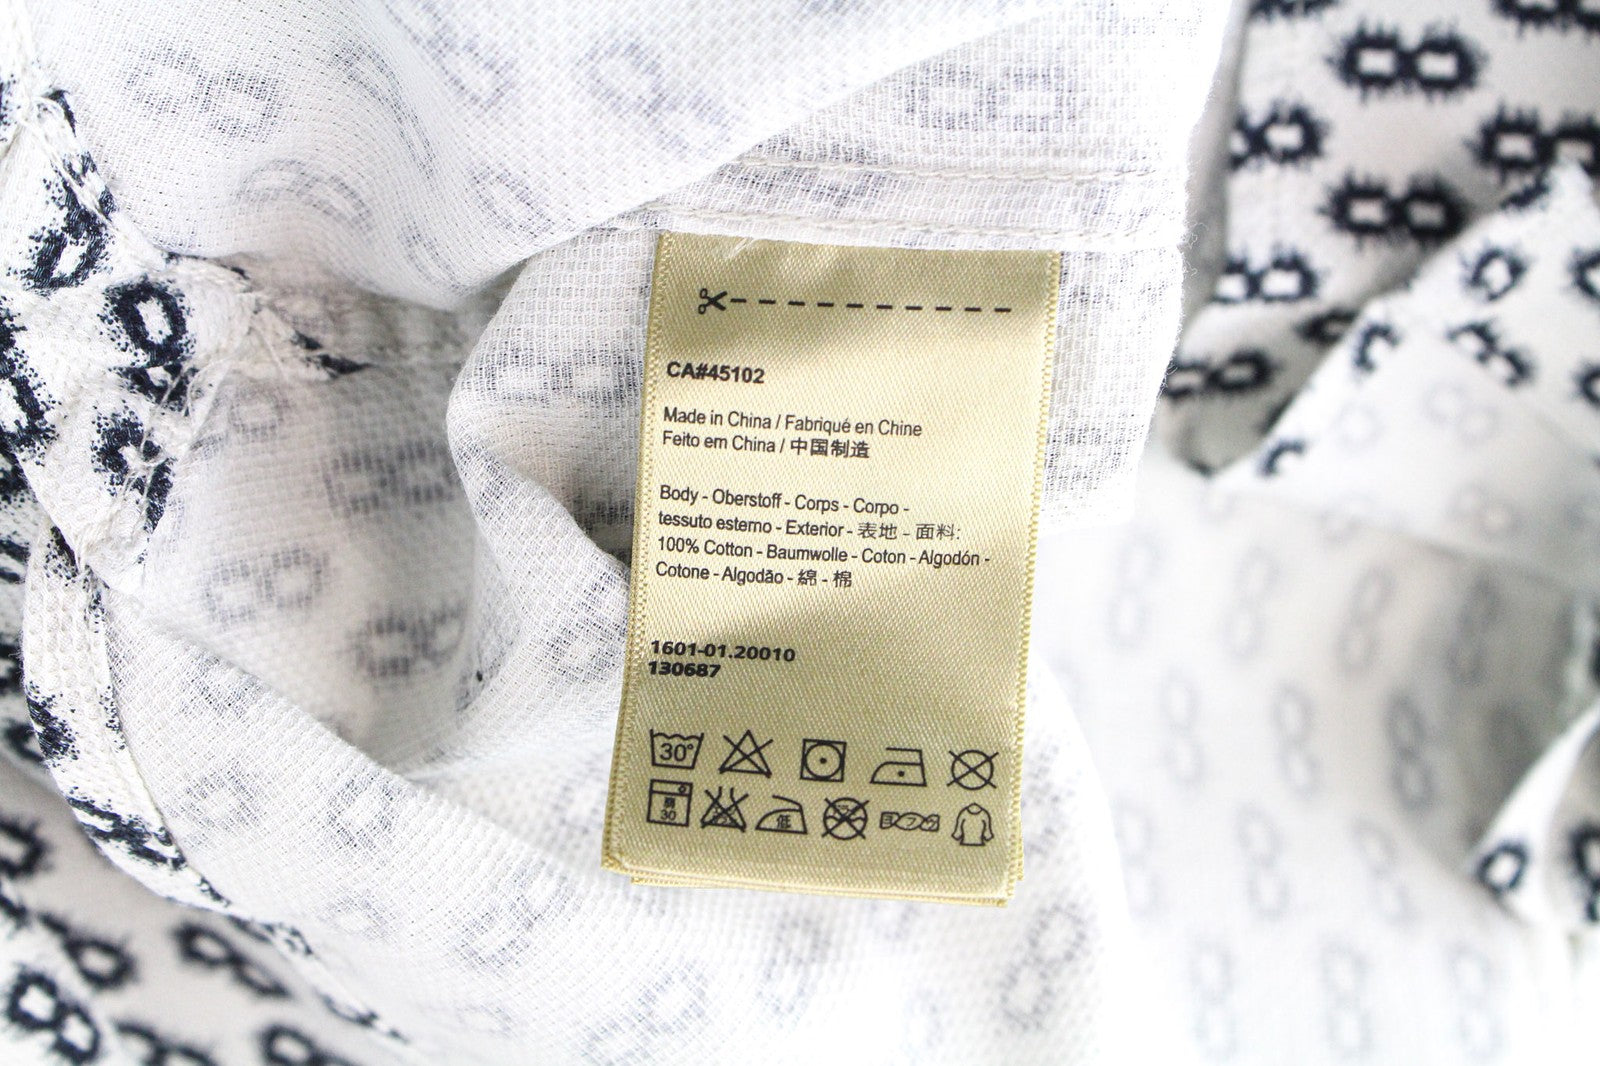 CA#45102
Made in China / Fabriqué en Chine
Feito em China / 中国制造
Body - Oberstoff - Corps - Corpo -
tessuto esterno - Exterior - 表地 - 面料:
100% Cotton - Baumwolle - Coton - Algodón -
Cotone - Algodão - 綿 - 棉
1601-01.20010
130687
30°
30
低